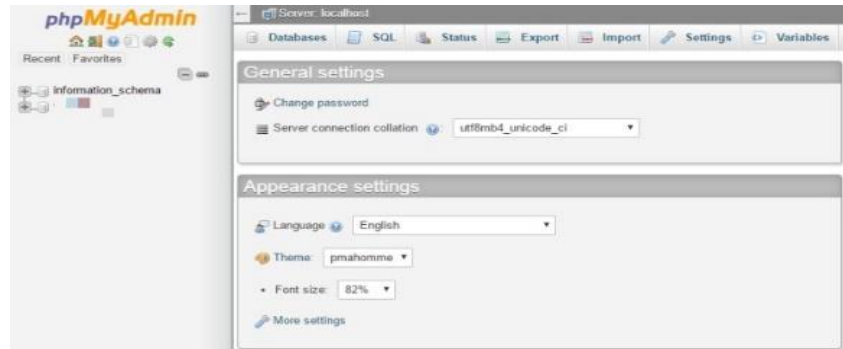 phpMyAdmin
Recent Favorites
information_schema
Server: localhost
Databases SQL Status Export Import Settings Variables
General settings
Change password
Server connection collation utf8mb4_unicode_ci
Appearance settings
Language English
Theme: pmahomme
Font size: 82%
More settings